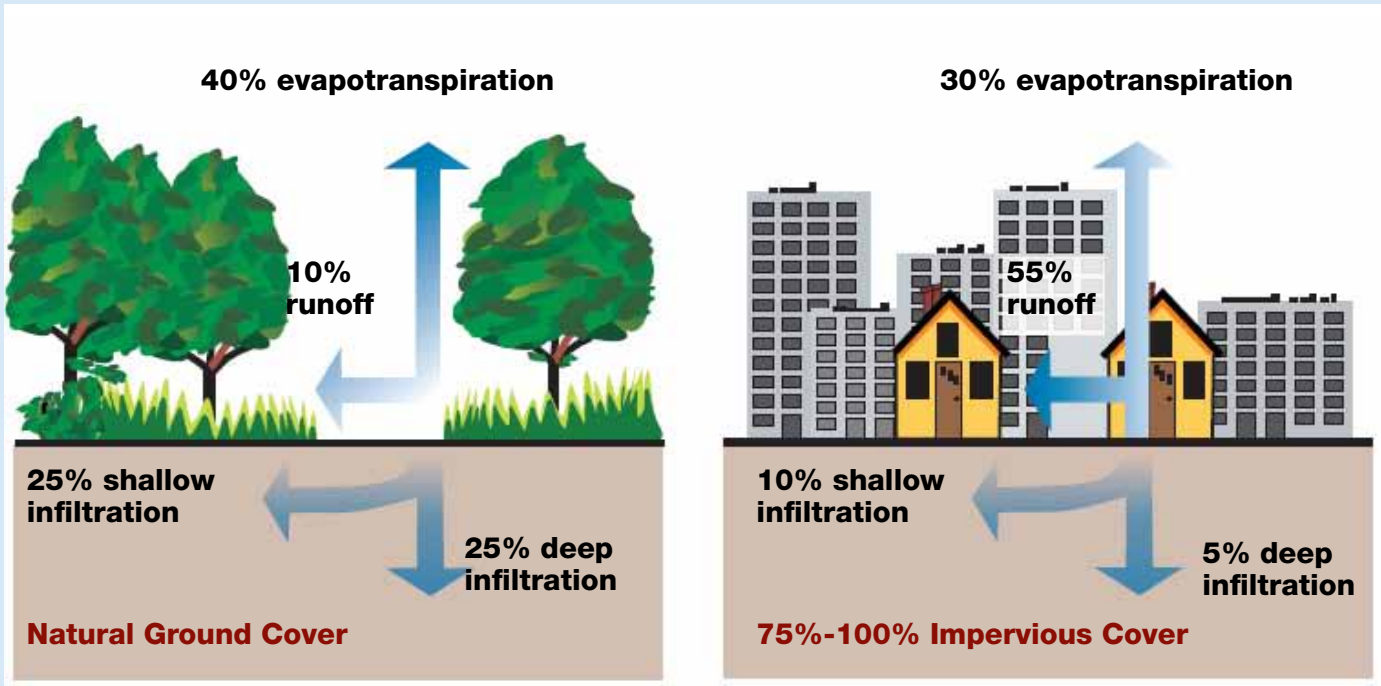 40% evapotranspiration
10%
runoff
25% shallow
infiltration
25% deep
infiltration
Natural Ground Cover
30% evapotranspiration
55%
runoff
10% shallow
infiltration
5% deep
infiltration
75%-100% Impervious Cover